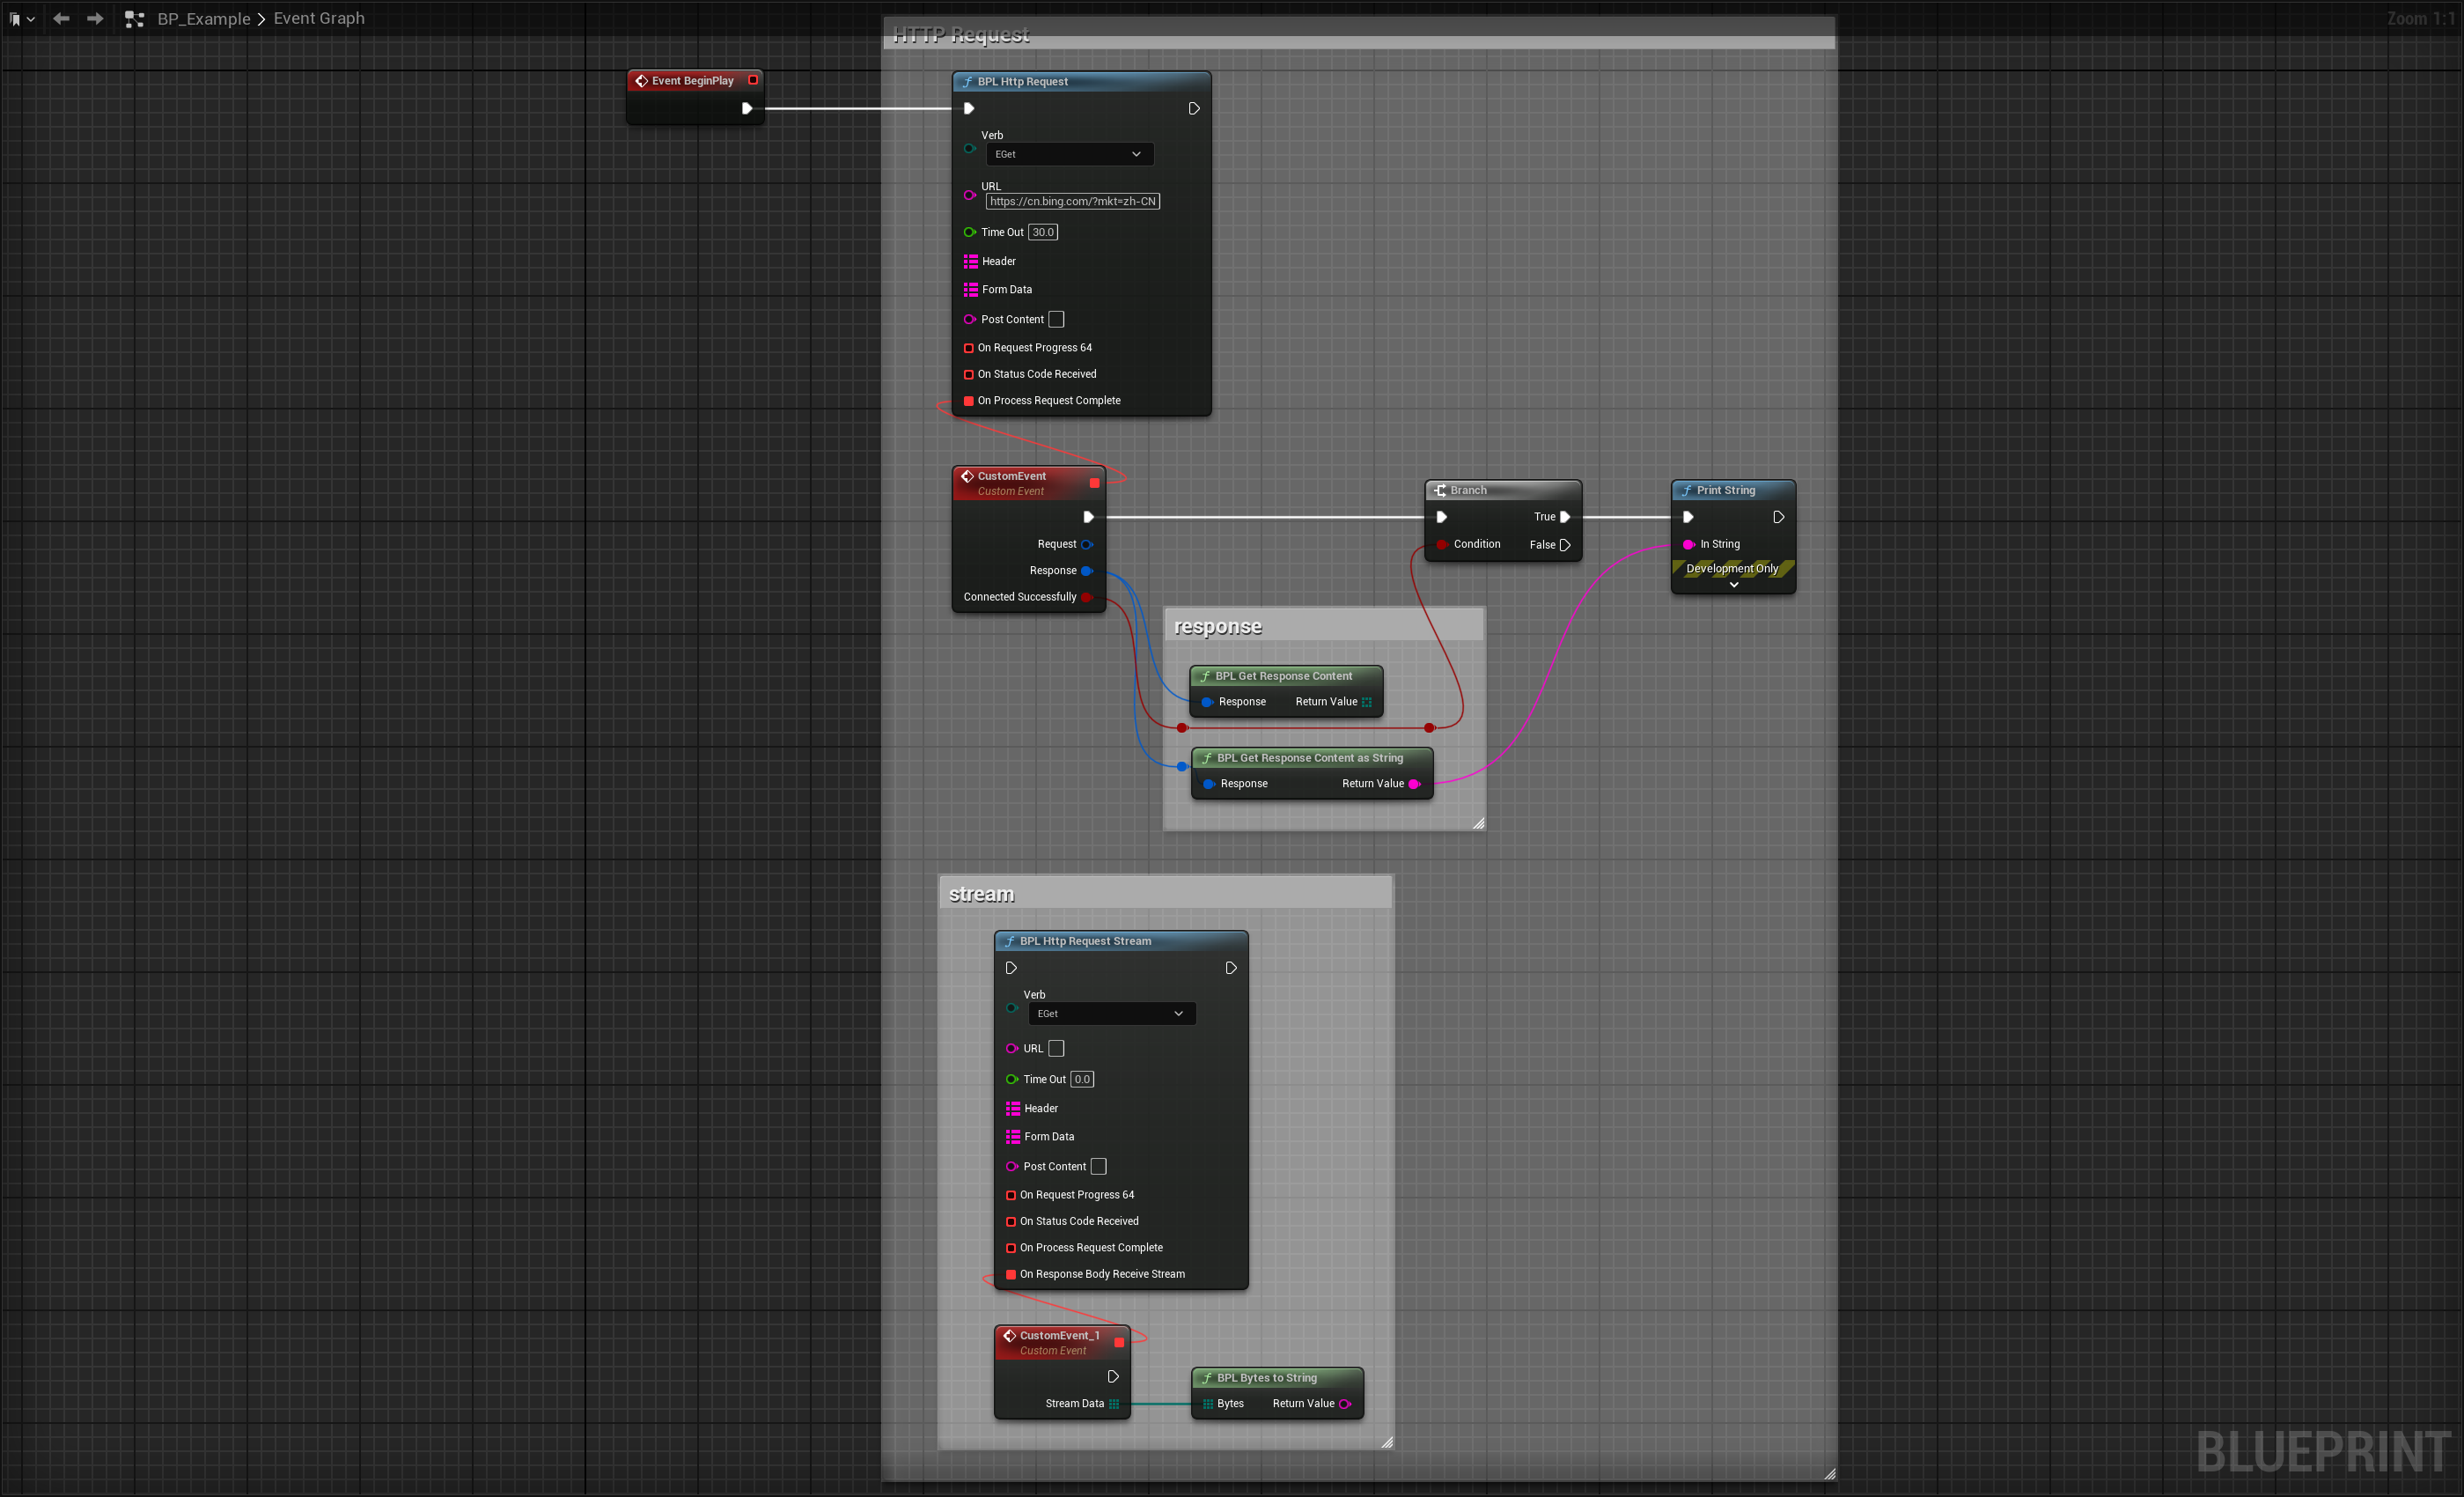 BP_Example > Event Graph
Zoom 1:1
HTTP Request
Event BeginPlay
BPL Http Request
Verb
EGet
URL
https://cn.bing.com/?mkt=zh-CN
Time Out 30.0
Header
Form Data
Post Content
On Request Progress 64
On Status Code Received
On Process Request Complete
CustomEvent
Custom Event
Request
Response
Connected Successfully
Branch
True
Condition
False
Print String
In String
Development Only
response
BPL Get Response Content
Response Return Value
BPL Get Response Content as String
Response Return Value
stream
BPL Http Request Stream
Verb
EGet
URL
Time Out 0.0
Header
Form Data
Post Content
On Request Progress 64
On Status Code Received
On Process Request Complete
On Response Body Receive Stream
CustomEvent_1
Custom Event
Stream Data
BPL Bytes to String
Bytes Return Value
BLUEPRINT